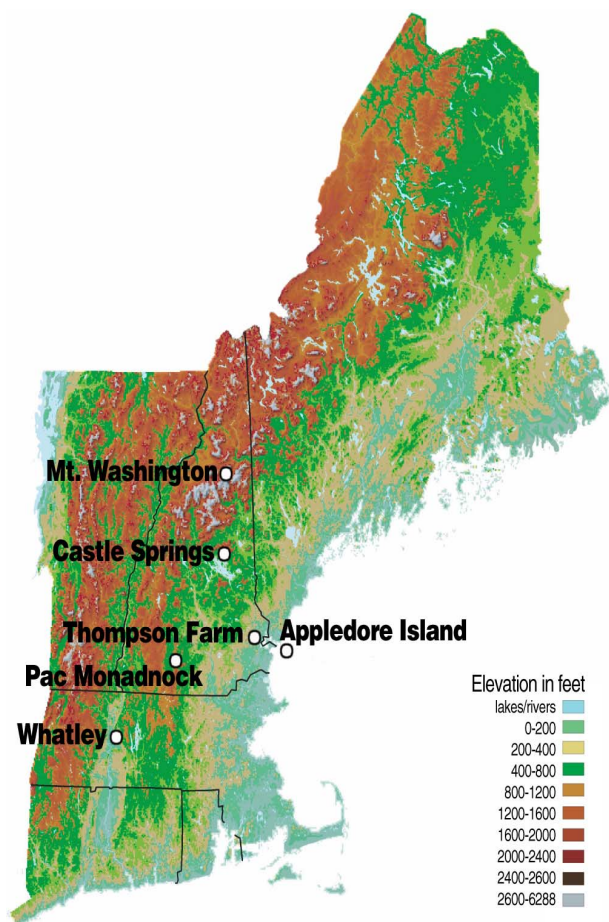 Mt. Washington
Castle Springs
Thompson Farm
Appledore Island
Pac Monadnock
Whatley
Elevation in feet
lakes/rivers
0-200
200-400
400-800
800-1200
1200-1600
1600-2000
2000-2400
2400-2600
2600-6288